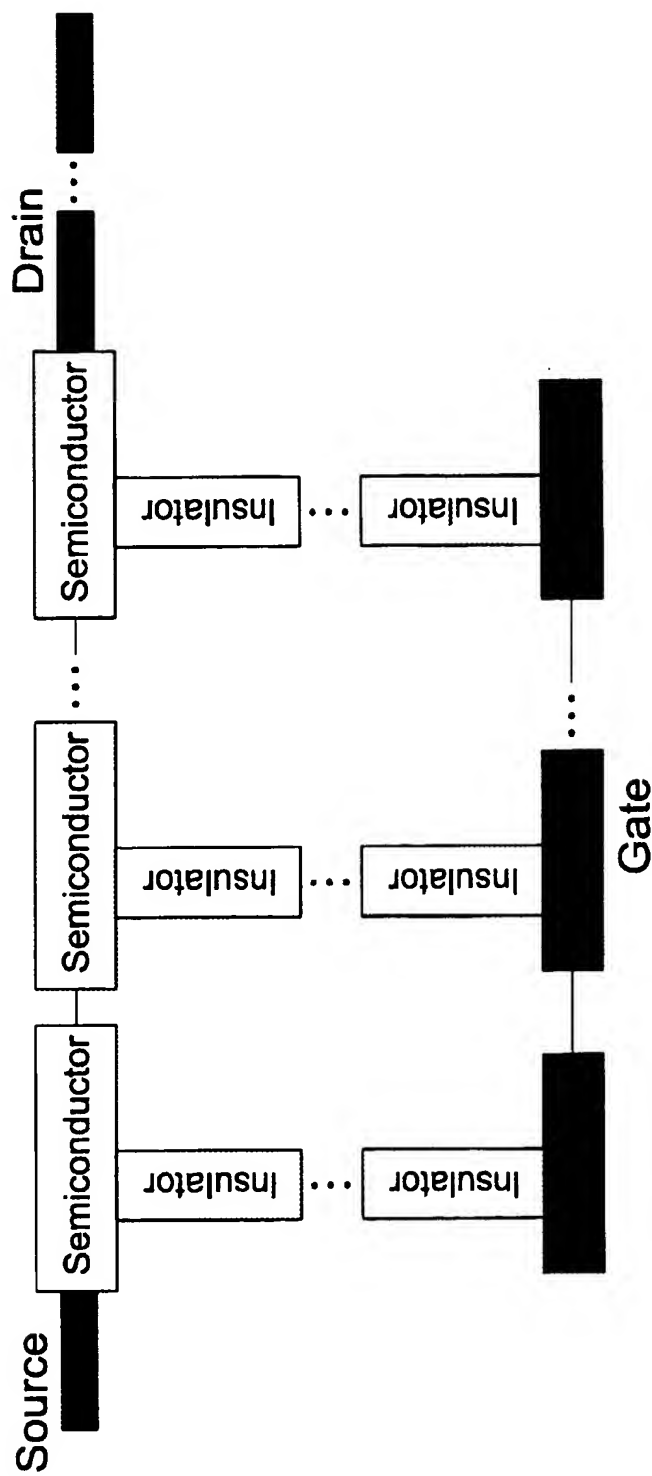 Source
Drain
Semiconductor
Semiconductor
Semiconductor
Insulator
Insulator
Insulator
Insulator
Insulator
Insulator
Gate